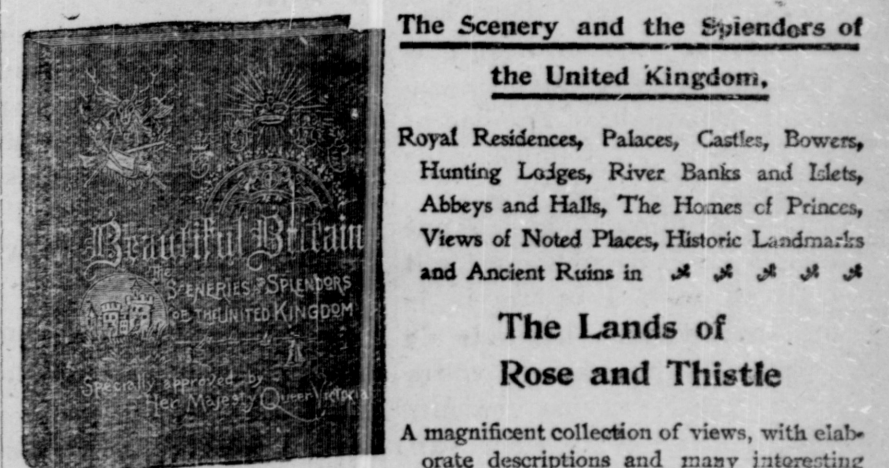 Beautiful Britain
THE
SCENERIES AND SPLENDORS
OF THE UNITED KINGDOM
Specially approved by
Her Majesty Queen Victoria
The Scenery and the Splendors of
the United Kingdom,
Royal Residences, Palaces, Castles, Bowers,
Hunting Lodges, River Banks and Islets,
Abbeys and Halls, The Homes of Princes,
Views of Noted Places, Historic Landmarks
and Ancient Ruins in
The Lands of
Rose and Thistle
A magnificent collection of views, with elab-
orate descriptions and many interesting